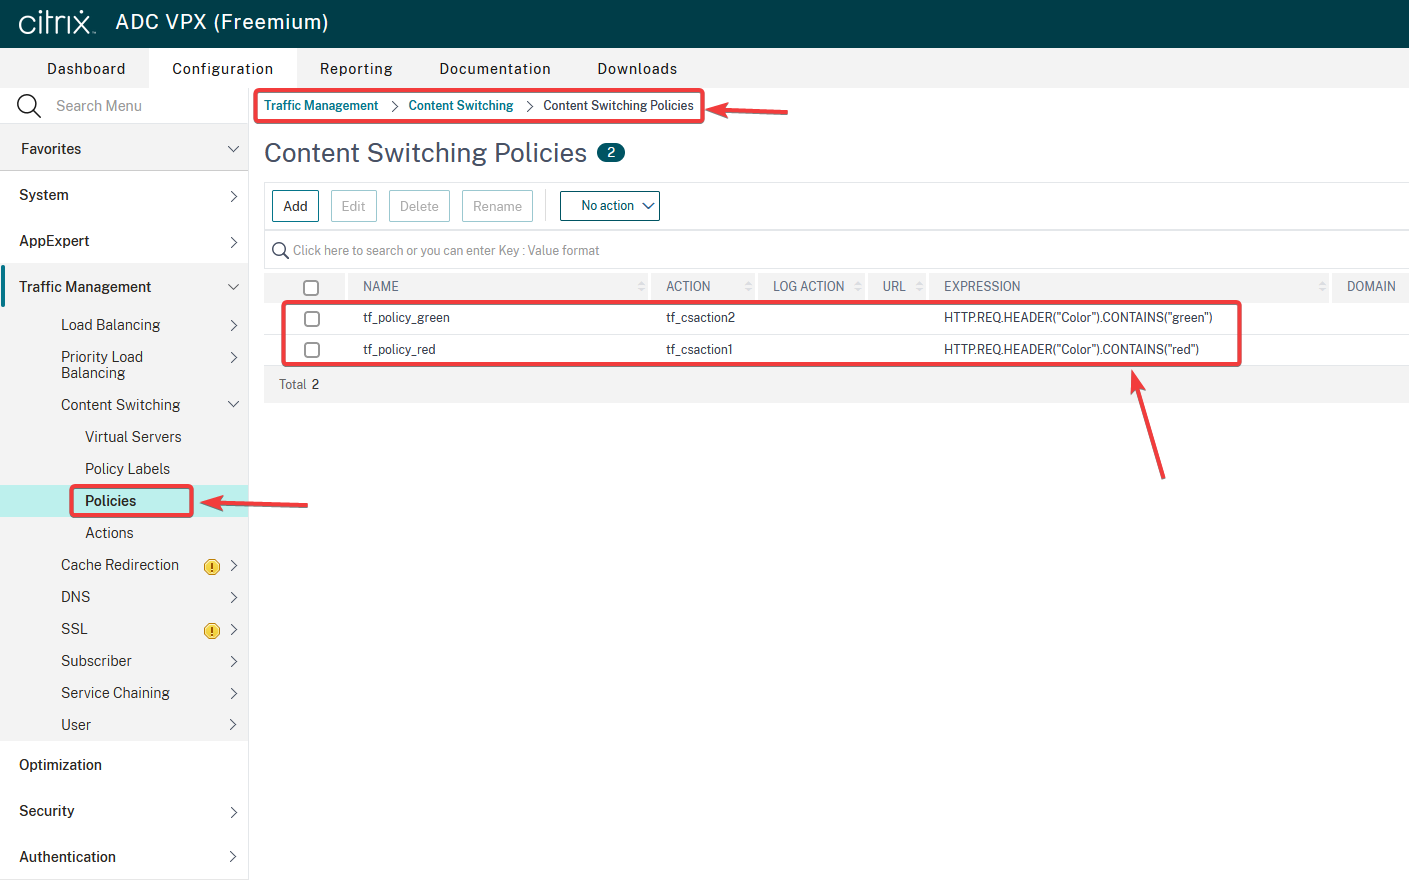 citrix ADC VPX (Freemium)
Dashboard Configuration Reporting Documentation Downloads
Search Menu
Favorites
System
AppExpert
Traffic Management
Load Balancing
Priority Load
Balancing
Content Switching
Virtual Servers
Policy Labels
Policies
Actions
Cache Redirection
DNS
SSL
Subscriber
Service Chaining
User
Optimization
Security
Authentication
Traffic Management > Content Switching > Content Switching Policies
Content Switching Policies 2
Add Edit Delete Rename No action
Click here to search or you can enter Key : Value format
NAME ACTION LOG ACTION URL EXPRESSION DOMAIN
tf_policy_green tf_csaction2 HTTP.REQ.HEADER("Color").CONTAINS("green")
tf_policy_red tf_csaction1 HTTP.REQ.HEADER("Color").CONTAINS("red")
Total 2